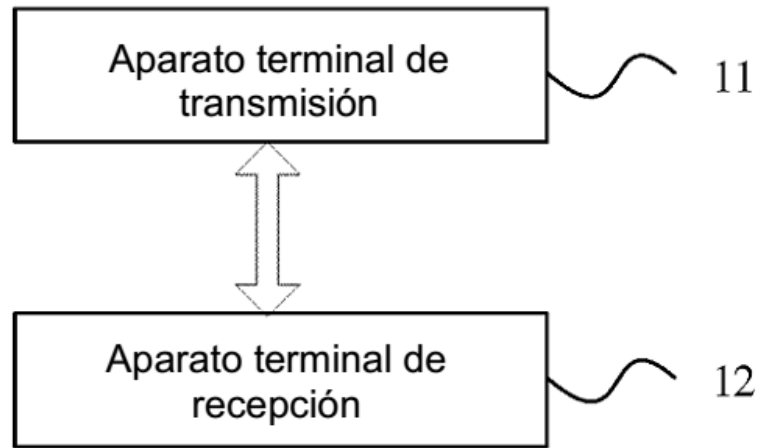 Aparato terminal de
transmisión
11
Aparato terminal de
recepción
12